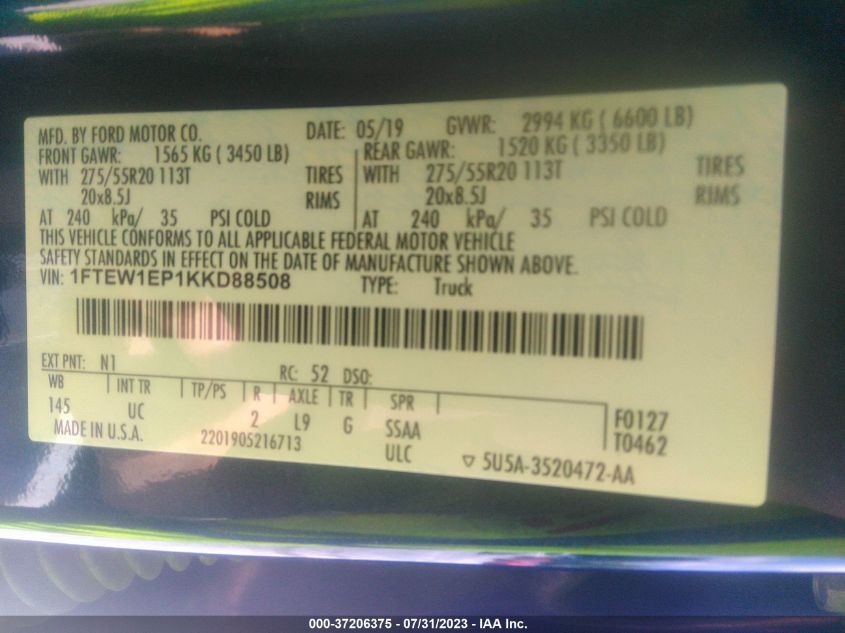 MFD. BY FORD MOTOR CO. DATE: 05/19 GVWR: 2994 KG ( 6600 LB)
FRONT GAWR: 1565 KG ( 3450 LB) REAR GAWR: 1520 KG ( 3350 LB)
WITH 275/55R20 113T TIRES WITH 275/55R20 113T TIRES
20x8.5J RIMS 20x8.5J RIMS
AT 240 kPa/ 35 PSI COLD AT 240 kPa/ 35 PSI COLD
THIS VEHICLE CONFORMS TO ALL APPLICABLE FEDERAL MOTOR VEHICLE
SAFETY STANDARDS IN EFFECT ON THE DATE OF MANUFACTURE SHOWN ABOVE.
VIN: 1FTEW1EP1KKD88508 TYPE: Truck
EXT PNT: N1 RC: 52 DSO:
WB INT TR TP/PS R AXLE TR SPR
145 UC 2 L9 G SSAA F0127
MADE IN U.S.A. 2201905216713 ULC T0462
5U5A-3520472-AA
000-37206375 - 07/31/2023 - IAA Inc.